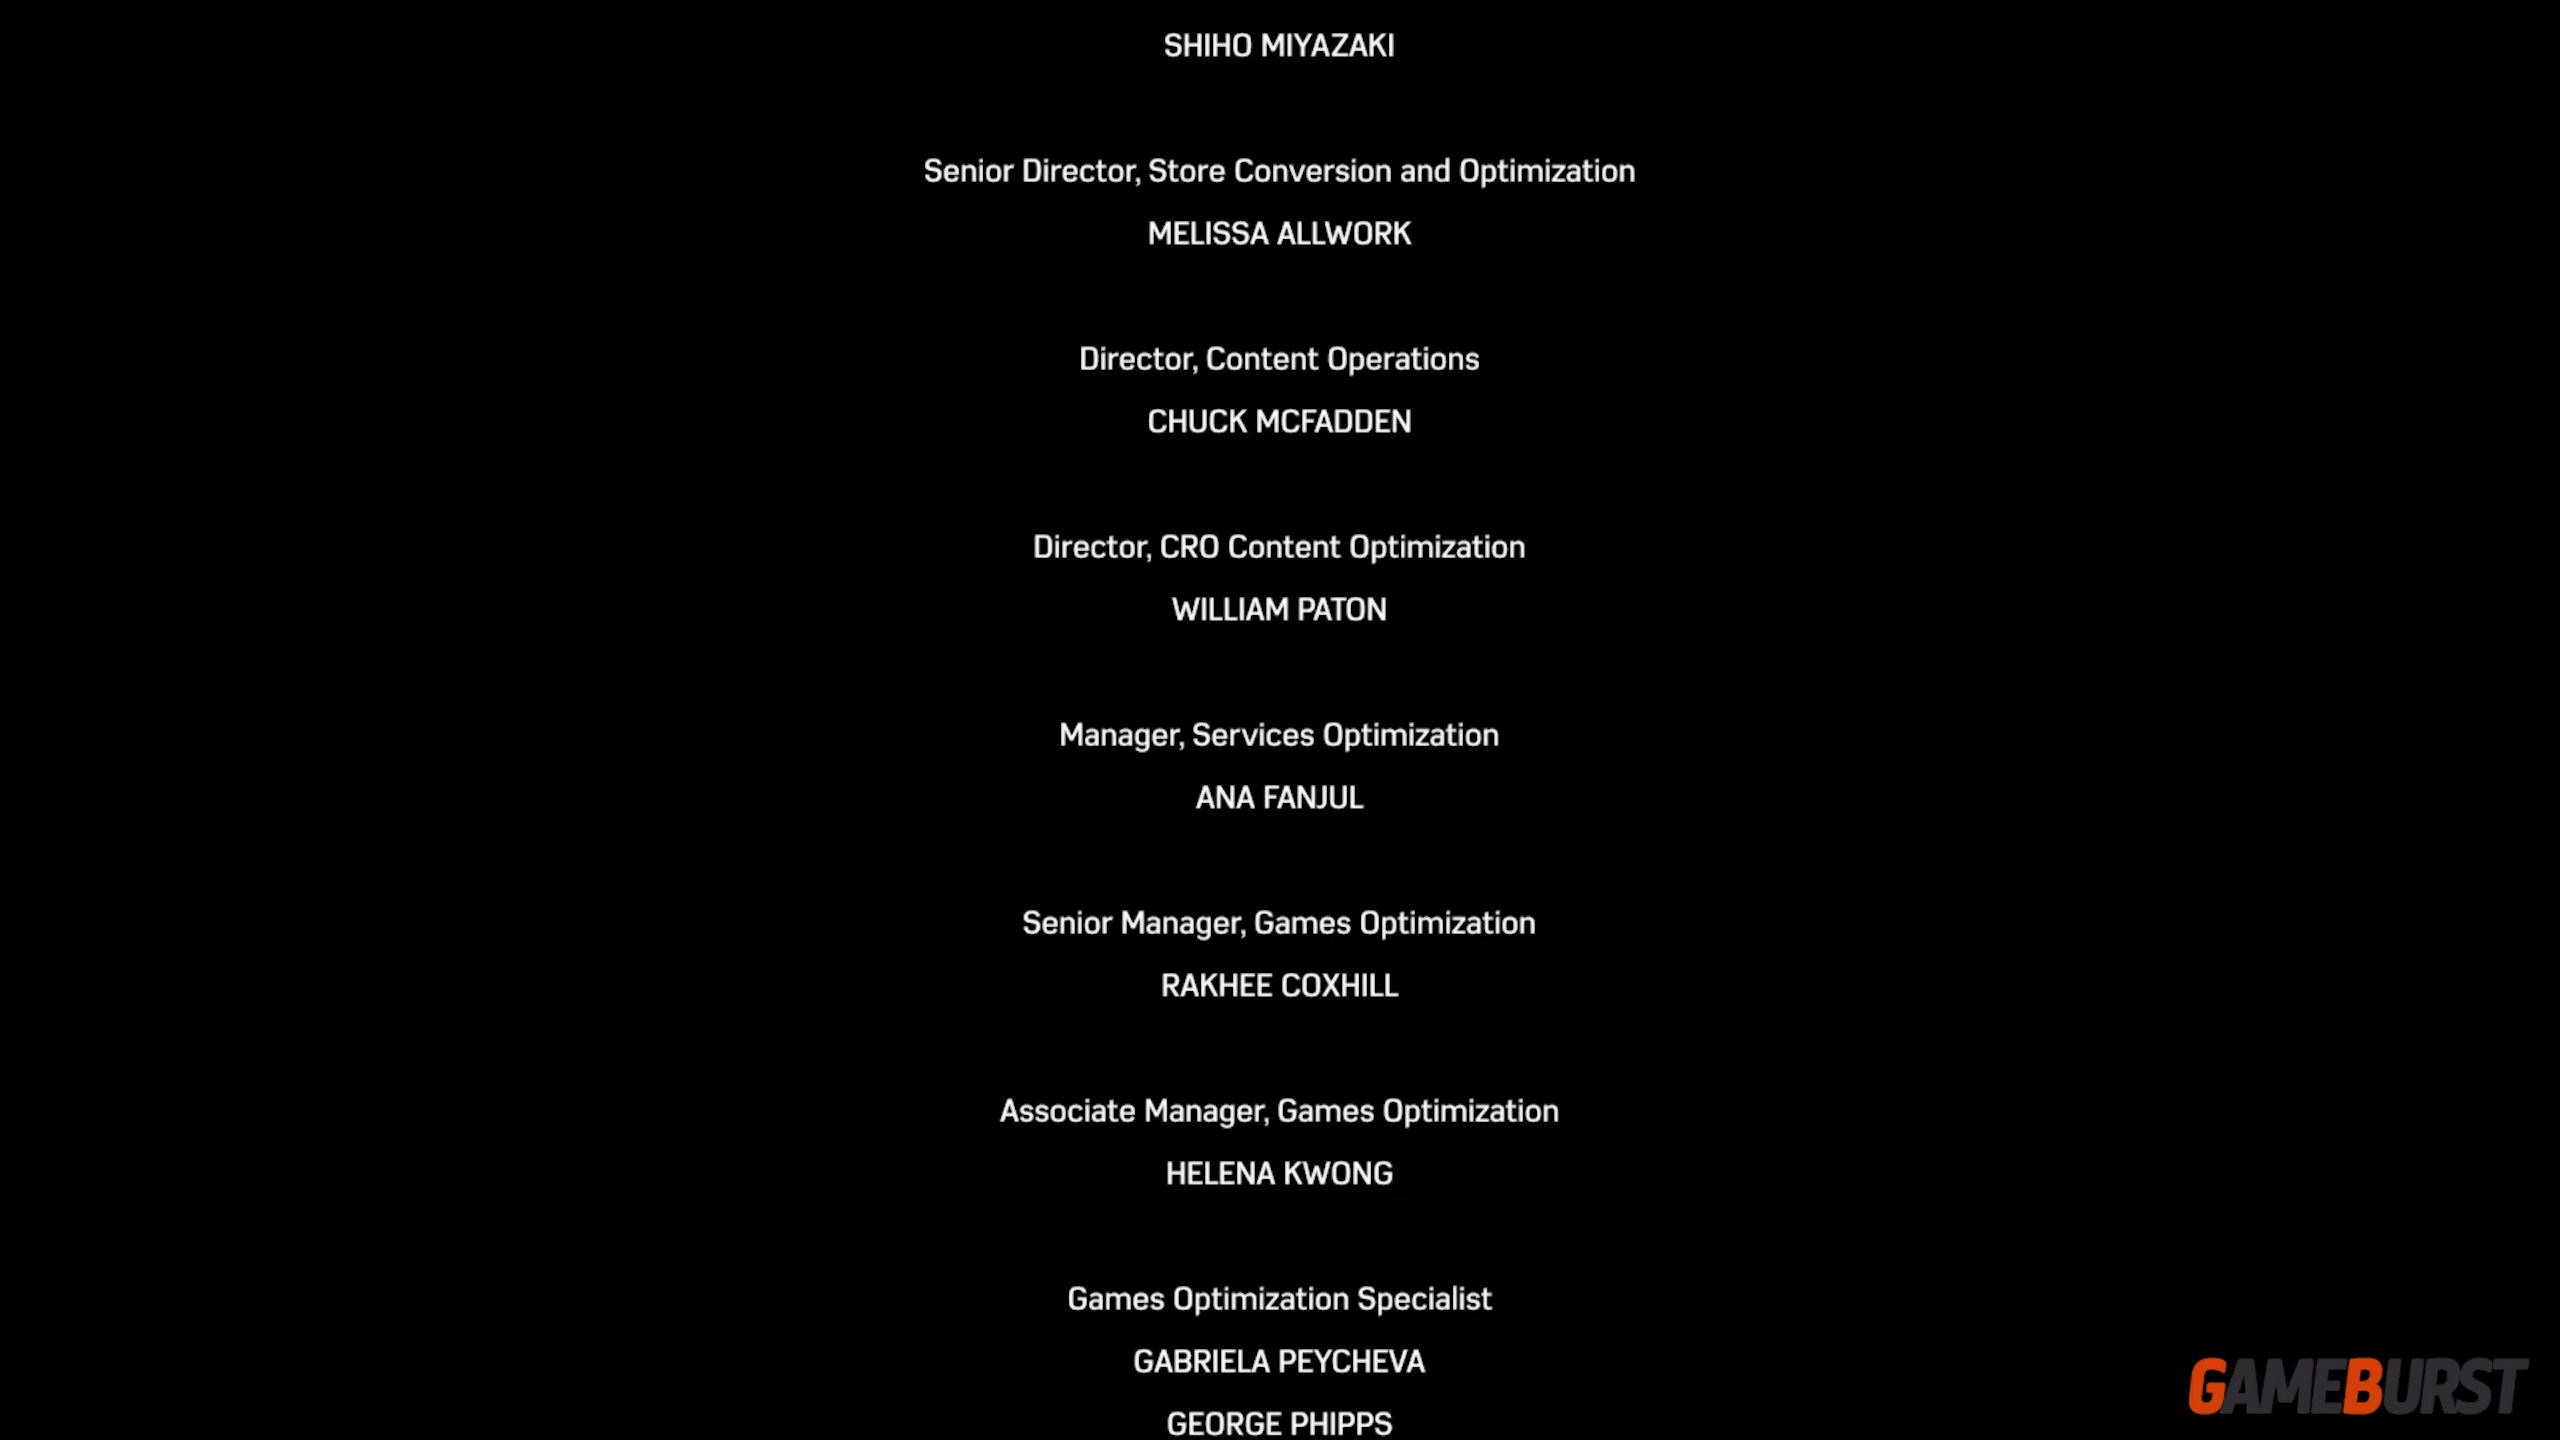 SHIHO MIYAZAKI
Senior Director, Store Conversion and Optimization
MELISSA ALLWORK
Director, Content Operations
CHUCK MCFADDEN
Director, CRO Content Optimization
WILLIAM PATON
Manager, Services Optimization
ANA FANJUL
Senior Manager, Games Optimization
RAKHEE COXHILL
Associate Manager, Games Optimization
HELENA KWONG
Games Optimization Specialist
GABRIELA PEYCHEVA
GEORGE PHIPPS
GAMEBURST